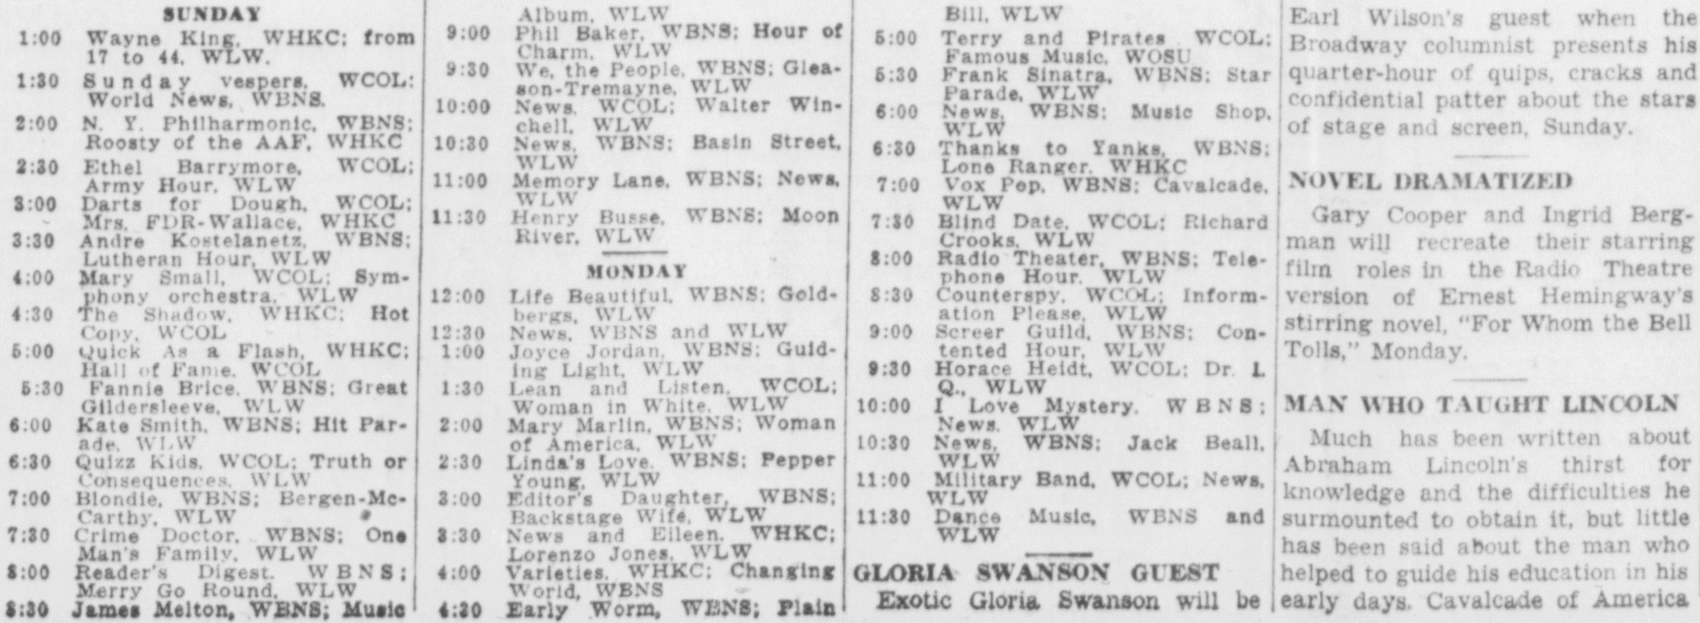 SUNDAY
1:00 Wayne King, WHKC; from
17 to 44, WLW.
1:30 Sunday vespers, WCOL;
World News, WBNS.
2:00 N. Y. Philharmonic, WBNS;
Roosty of the AAF, WHKC
2:30 Ethel Barrymore, WCOL;
Army Hour, WLW
3:00 Darts for Dough, WCOL;
Mrs. FDR-Wallace, WHKC
3:30 Andre Kostelanetz, WBNS;
Lutheran Hour, WLW
4:00 Mary Small, WCOL; Sym-
phony orchestra, WLW
4:30 The Shadow, WHKC; Hot
Copy, WCOL
5:00 Quick As a Flash, WHKC;
Hall of Fame, WCOL
5:30 Fannie Brice, WBNS; Great
Gildersleeve, WLW
6:00 Kate Smith, WBNS; Hit Par-
ade, WLW
6:30 Quizz Kids, WCOL; Truth or
Consequences, WLW
7:00 Blondie, WBNS; Bergen-Mc-
Carthy, WLW
7:30 Crime Doctor, WBNS; One
Man's Family, WLW
8:00 Reader's Digest, WBNS;
Merry Go Round, WLW
8:30 James Melton, WBNS; Music
Album, WLW
9:00 Phil Baker, WBNS; Hour of
Charm, WLW
9:30 We, the People, WBNS; Glea-
son-Tremayne, WLW
10:00 News, WCOL; Walter Win-
chell, WLW
10:30 News, WBNS; Basin Street,
WLW
11:00 Memory Lane, WBNS; News,
WLW
11:30 Henry Busse, WBNS; Moon
River, WLW
MONDAY
12:00 Life Beautiful, WBNS; Gold-
bergs, WLW
12:30 News, WBNS and WLW
1:00 Joyce Jordan, WBNS; Guid-
ing Light, WLW
1:30 Lean and Listen, WCOL;
Woman in White, WLW
2:00 Mary Marlin, WBNS; Woman
of America, WLW
2:30 Linda's Love, WBNS; Pepper
Young, WLW
3:00 Editor's Daughter, WBNS;
Backstage Wife, WLW
3:30 News and Eileen, WHKC;
Lorenzo Jones, WLW
4:00 Varieties, WHKC; Changing
World, WBNS
4:30 Early Worm, WBNS; Plain
Bill, WLW
5:00 Terry and Pirates WCOL;
Famous Music, WOSU
5:30 Frank Sinatra, WBNS; Star
Parade, WLW
6:00 News, WBNS; Music Shop,
WLW
6:30 Thanks to Yanks, WBNS;
Lone Ranger, WHKC
7:00 Vox Pop, WBNS; Cavalcade,
WLW
7:30 Blind Date, WCOL; Richard
Crooks, WLW
8:00 Radio Theater, WBNS; Tele-
phone Hour, WLW
8:30 Counterspy, WCOL; Inform-
ation Please, WLW
9:00 Screer Guild, WBNS; Con-
tented Hour, WLW
9:30 Horace Heidt, WCOL; Dr. I.
Q., WLW
10:00 I Love Mystery, WBNS;
News, WLW
10:30 News, WBNS; Jack Beall,
WLW
11:00 Military Band, WCOL; News,
WLW
11:30 Dance Music, WBNS and
WLW
GLORIA SWANSON GUEST
Exotic Gloria Swanson will be
Earl Wilson's guest when the
Broadway columnist presents his
quarter-hour of quips, cracks and
confidential patter about the stars
of stage and screen, Sunday.
NOVEL DRAMATIZED
Gary Cooper and Ingrid Berg-
man will recreate their starring
film roles in the Radio Theatre
version of Ernest Hemingway's
stirring novel, "For Whom the Bell
Tolls," Monday.
MAN WHO TAUGHT LINCOLN
Much has been written about
Abraham Lincoln's thirst for
knowledge and the difficulties he
surmounted to obtain it, but little
has been said about the man who
helped to guide his education in his
early days. Cavalcade of America